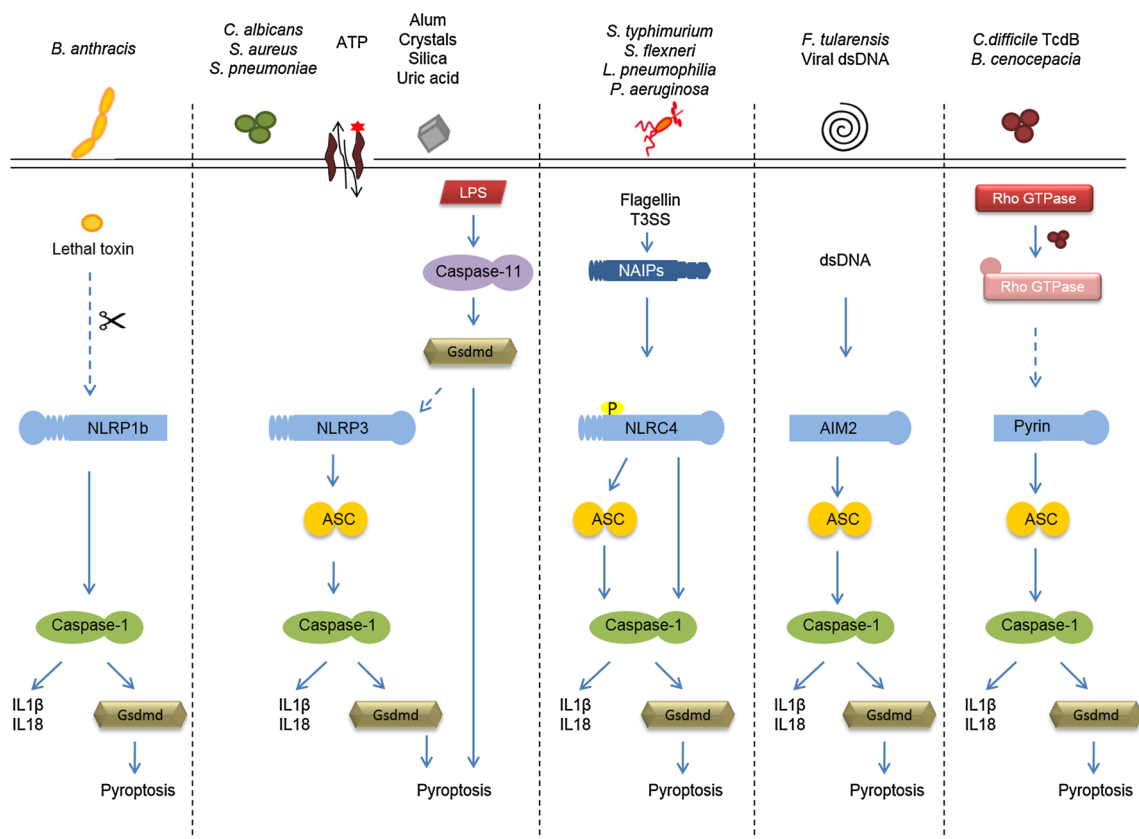 B. anthracis
C. albicans
S. aureus
S. pneumoniae
ATP
Alum
Crystals
Silica
Uric acid
S. typhimurium
S. flexneri
L. pneumophilia
P. aeruginosa
F. tularensis
Viral dsDNA
C.difficile TcdB
B. cenocepacia
Lethal toxin
NLRP1b
Caspase-1
IL1β
IL18
Gsdmd
Pyroptosis
LPS
Caspase-11
Gsdmd
NLRP3
ASC
Caspase-1
IL1β
IL18
Gsdmd
Pyroptosis
Flagellin
T3SS
NAIPs
P
NLRC4
ASC
Caspase-1
IL1β
IL18
Gsdmd
Pyroptosis
dsDNA
AIM2
ASC
Caspase-1
IL1β
IL18
Gsdmd
Pyroptosis
Rho GTPase
Rho GTPase
Pyrin
ASC
Caspase-1
IL1β
IL18
Gsdmd
Pyroptosis